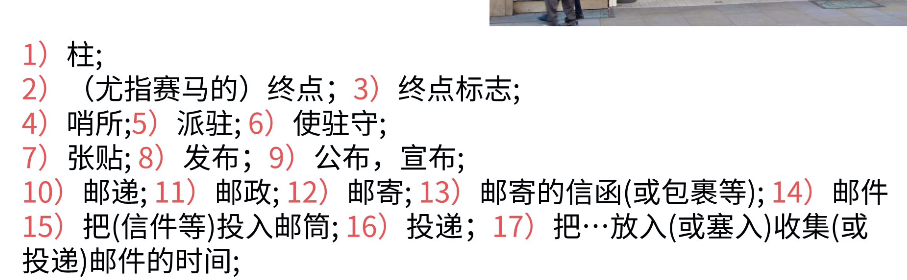 1）柱;
2）（尤指赛马的）终点；3）终点标志;
4）哨所;5）派驻; 6）使驻守;
7）张贴; 8）发布；9）公布，宣布;
10）邮递; 11）邮政; 12）邮寄; 13）邮寄的信函(或包裹等); 14）邮件
15）把(信件等)投入邮筒; 16）投递；17）把…放入(或塞入)收集(或
投递)邮件的时间;